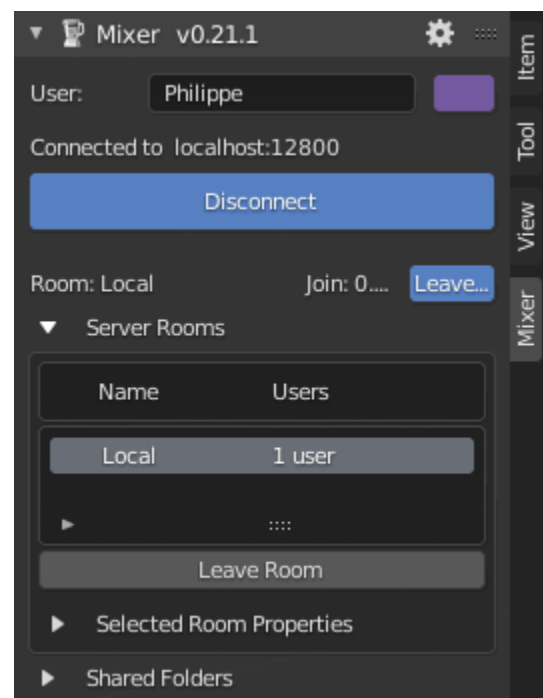 Mixer v0.21.1
User: Philippe
Connected to localhost:12800
Disconnect
Room: Local Join: 0.... Leave...
Server Rooms
Name Users
Local 1 user
Leave Room
Selected Room Properties
Shared Folders
Item
Tool
View
Mixer